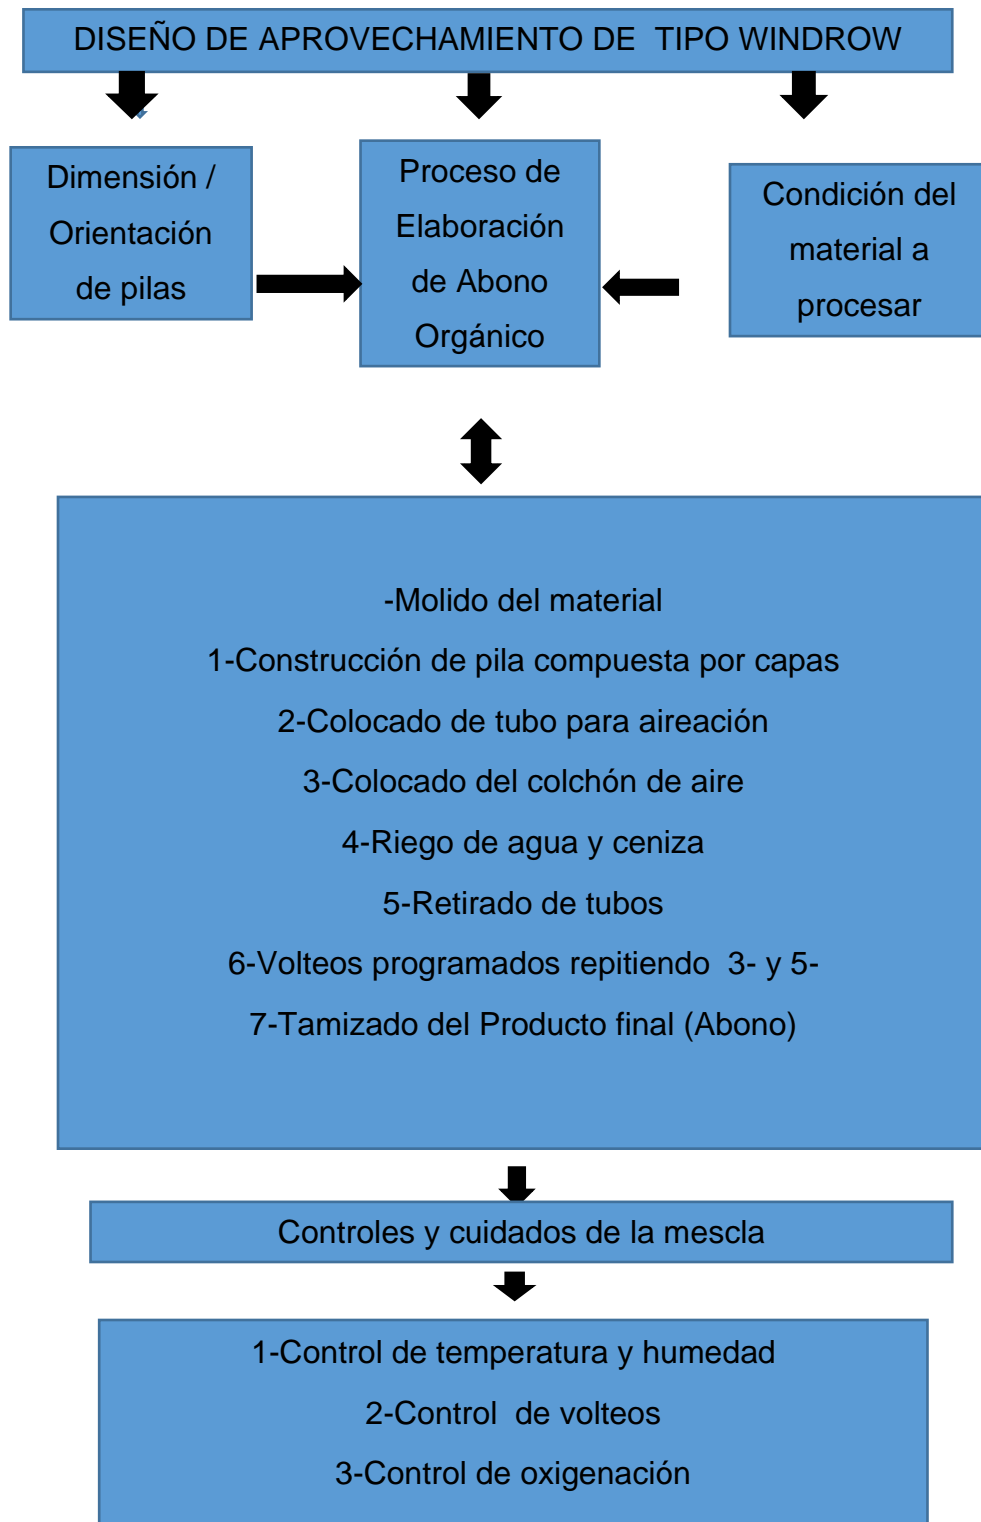 DISEÑO DE APROVECHAMIENTO DE  TIPO WINDROW
Dimensión /
Orientación
de pilas
Proceso de
Elaboración
de Abono
Orgánico
Condición del
material a
procesar
-Molido del material
1-Construcción de pila compuesta por capas
2-Colocado de tubo para aireación
3-Colocado del colchón de aire
4-Riego de agua y ceniza
5-Retirado de tubos
6-Volteos programados repitiendo  3- y 5-
7-Tamizado del Producto final (Abono)
Controles y cuidados de la mescla
1-Control de temperatura y humedad
2-Control  de volteos
3-Control de oxigenación